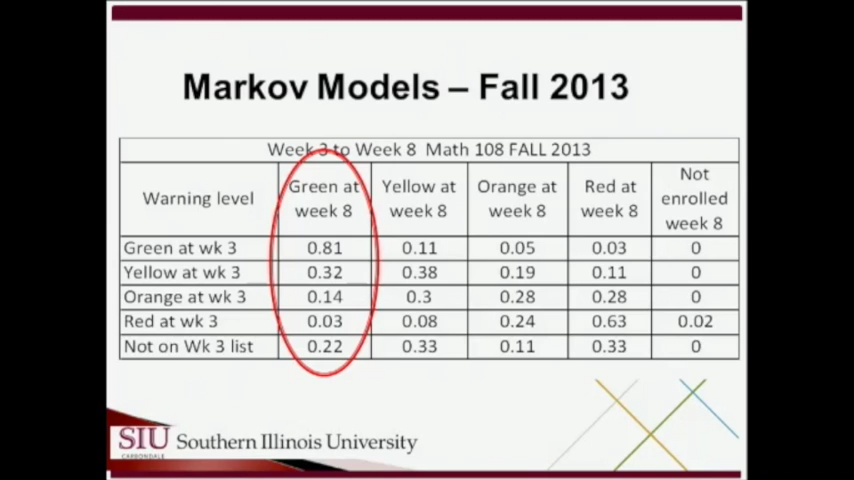 Markov Models – Fall 2013
Week 3 to Week 8 Math 108 FALL 2013
Warning level Green at week 8 Yellow at week 8 Orange at week 8 Red at week 8 Not enrolled week 8
Green at wk 3 0.81 0.11 0.05 0.03 0
Yellow at wk 3 0.32 0.38 0.19 0.11 0
Orange at wk 3 0.14 0.3 0.28 0.28 0
Red at wk 3 0.03 0.08 0.24 0.63 0.02
Not on Wk 3 list 0.22 0.33 0.11 0.33 0
SIU Southern Illinois University
CARBONDALE